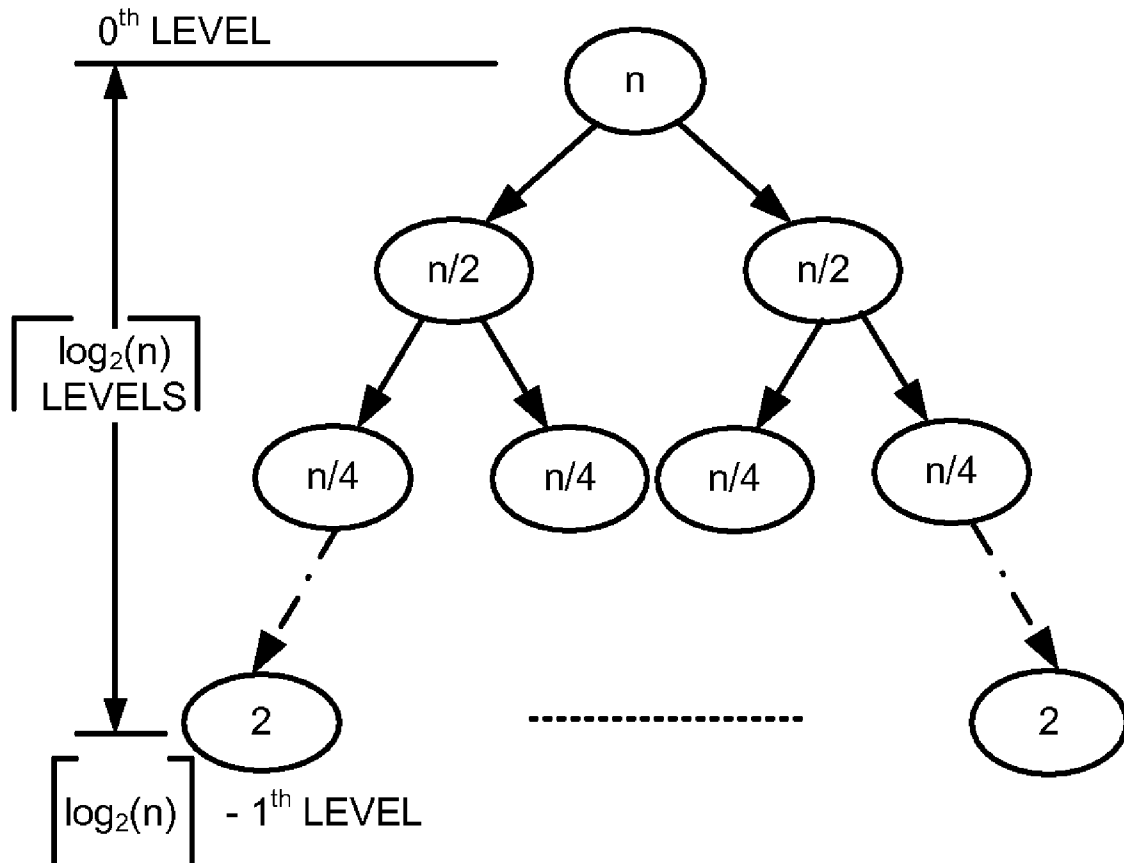 0th LEVEL
n
n/2 n/2
log2(n)
LEVELS
n/4 n/4 n/4 n/4
2 2
log2(n) - 1th LEVEL